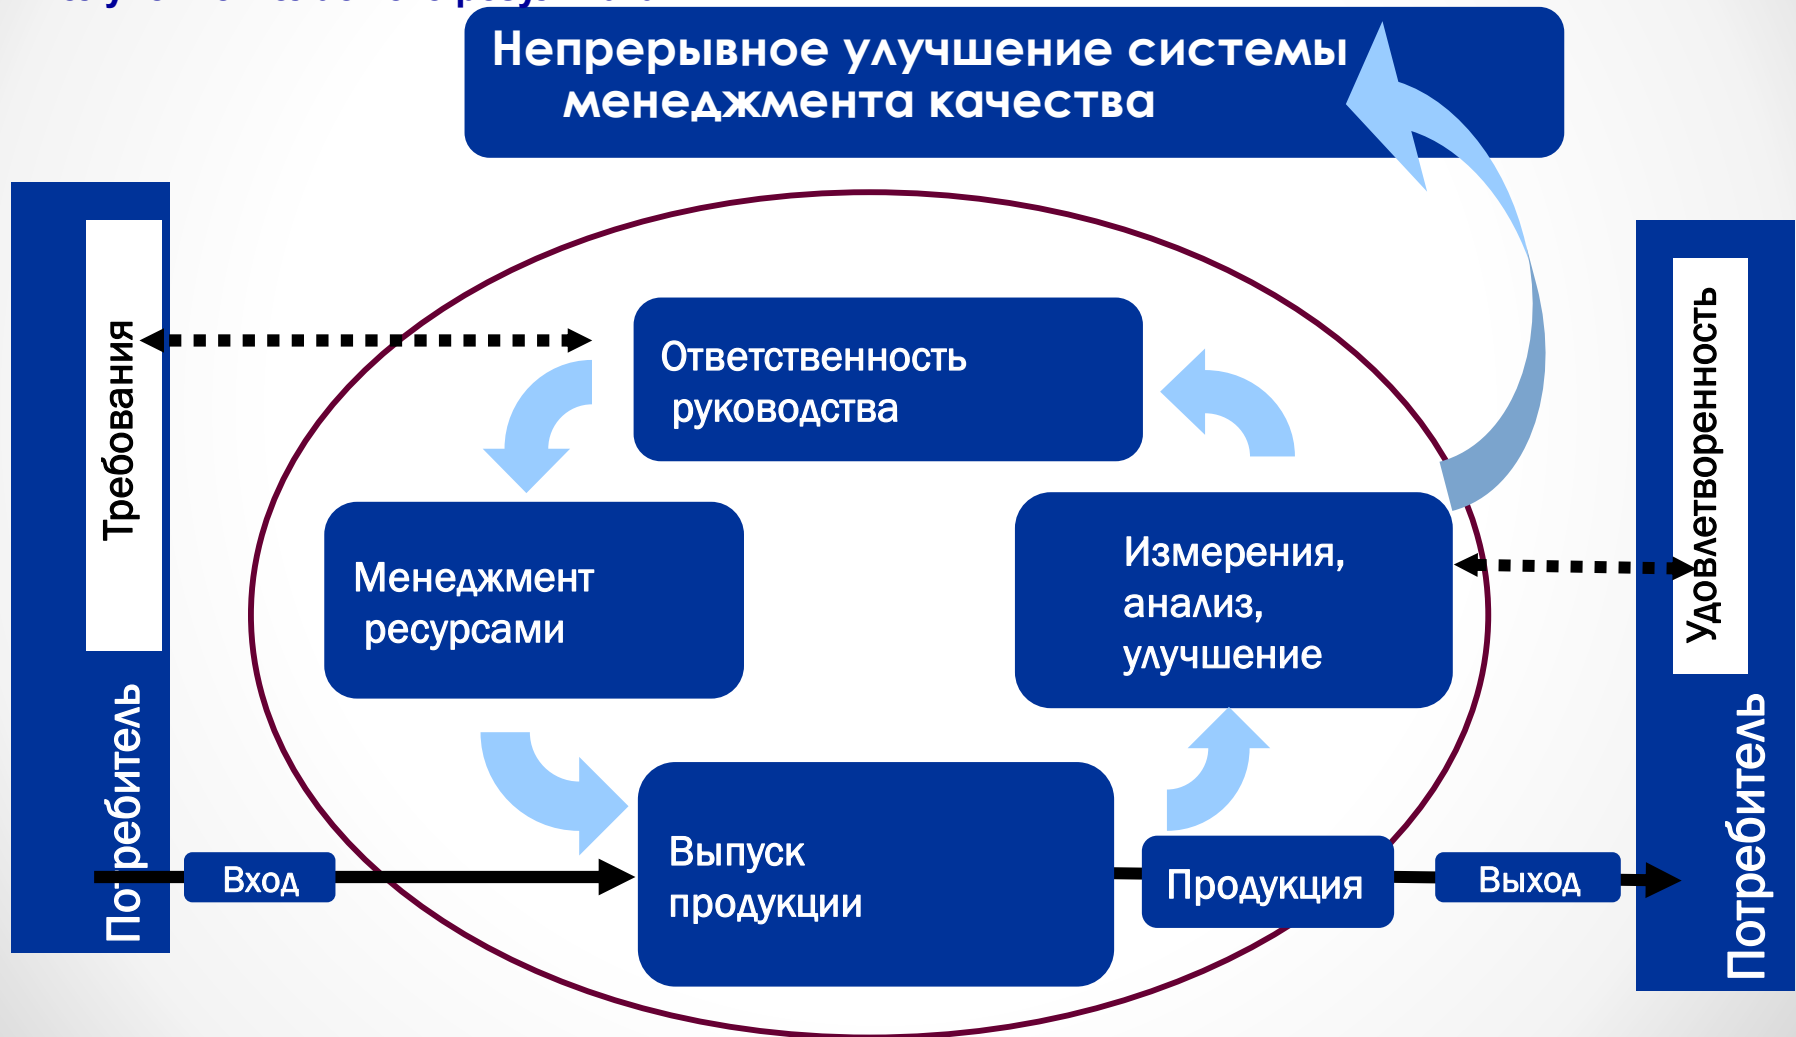 Непрерывное улучшение системы
менеджмента качества
Требования
Потребитель
Ответственность
руководства
Менеджмент
ресурсами
Измерения,
анализ,
улучшение
Выпуск
продукции
Вход
Продукция
Выход
Удовлетворенность
Потребитель